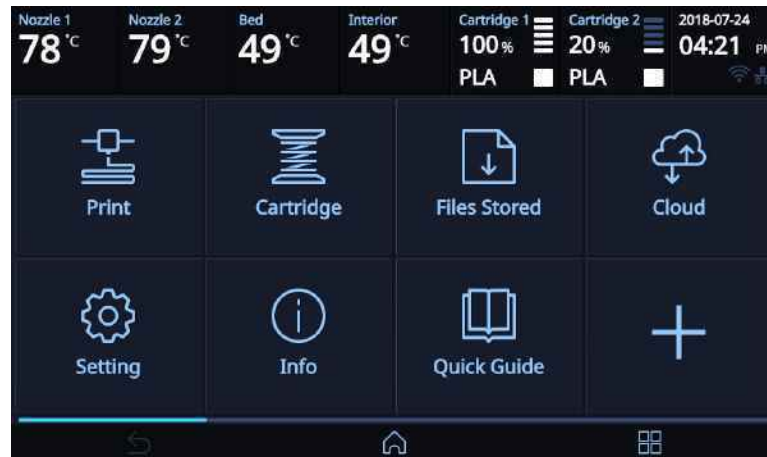 Nozzle 1 Nozzle 2 Bed Interior Cartridge 1 Cartridge 2 2018-07-24
78°C 79°C 49°C 49°C 100% 20% 04:21 PM
PLA PLA
Print Cartridge Files Stored Cloud
Setting Info Quick Guide